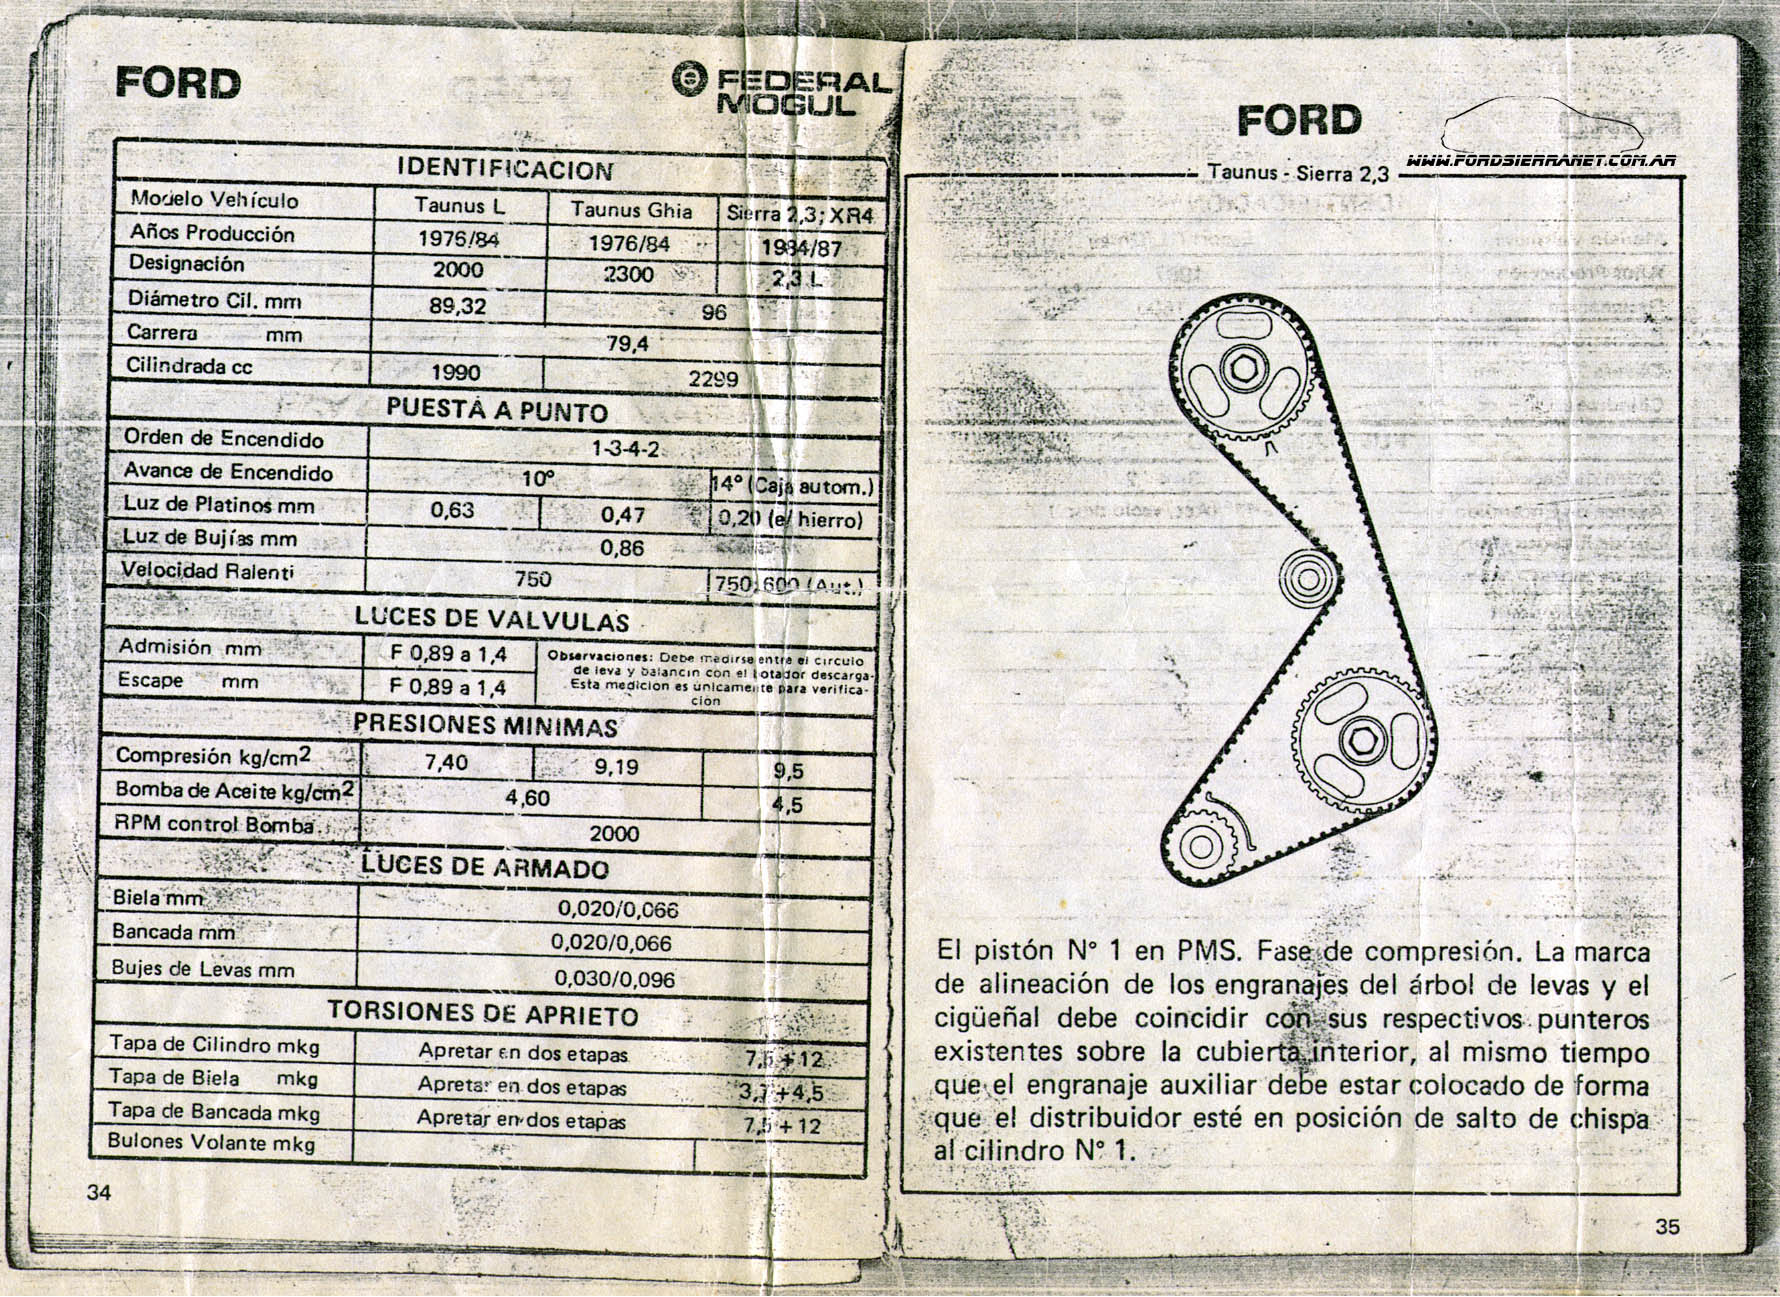 FORD
FEDERAL
MOGUL
IDENTIFICACION
Modelo Vehículo Taunus L Taunus Ghia Sierra 2,3; XR4
Años Producción 1976/84 1976/84 1984/87
Designación 2000 2300 2,3 L
Diámetro Cil. mm 89,32 96
Carrera mm 79,4
Cilindrada cc 1990 2299
PUESTA A PUNTO
Orden de Encendido 1-3-4-2
Avance de Encendido 10° 14° (Caja autom.)
Luz de Platinos mm 0,63 0,47 0,20 (e/ hierro)
Luz de Bujías mm 0,86
Velocidad Ralenti 750 750; 600 (Aut.)
LUCES DE VALVULAS
Admisión mm F 0,89 a 1,4
Escape mm F 0,89 a 1,4
Observaciones: Debe medirse entre el circulo
de leva y balancin con el botador descarga-
Esta medicion es unicamente para verifica-
cion
PRESIONES MINIMAS
Compresión kg/cm2 7,40 9,19 9,5
Bomba de Aceite kg/cm2 4,60 4,5
RPM control Bomba 2000
LUCES DE ARMADO
Biela mm 0,020/0,066
Bancada mm 0,020/0,066
Bujes de Levas mm 0,030/0,096
TORSIONES DE APRIETO
Tapa de Cilindro mkg Apretar en dos etapas 7,5 + 12
Tapa de Biela mkg Apretar en dos etapas 3,7 + 4,5
Tapa de Bancada mkg Apretar en dos etapas 7,5 + 12
Bulones Volante mkg
34
FORD
WWW.FORDSIERRANET.COM.AR
Taunus - Sierra 2,3
El pistón N° 1 en PMS. Fase de compresión. La marca
de alineación de los engranajes del árbol de levas y el
cigüeñal debe coincidir con sus respectivos punteros
existentes sobre la cubierta interior, al mismo tiempo
que el engranaje auxiliar debe estar colocado de forma
que el distribuidor esté en posición de salto de chispa
al cilindro N° 1.
35